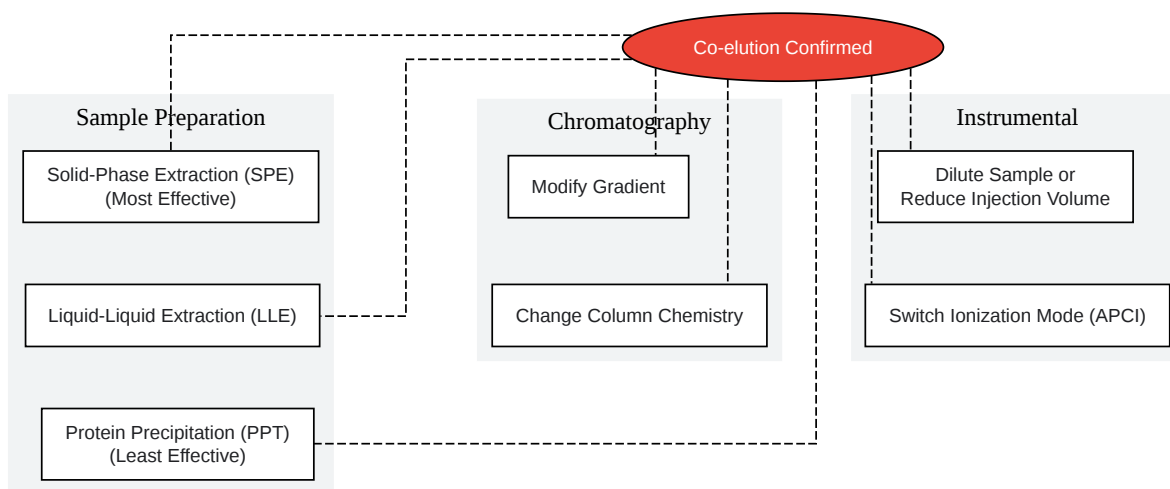 Co-elution Confirmed
Sample Preparation
Solid-Phase Extraction (SPE)
(Most Effective)
Liquid-Liquid Extraction (LLE)
Protein Precipitation (PPT)
(Least Effective)
Chromatography
Modify Gradient
Change Column Chemistry
Instrumental
Dilute Sample or
Reduce Injection Volume
Switch Ionization Mode (APCI)